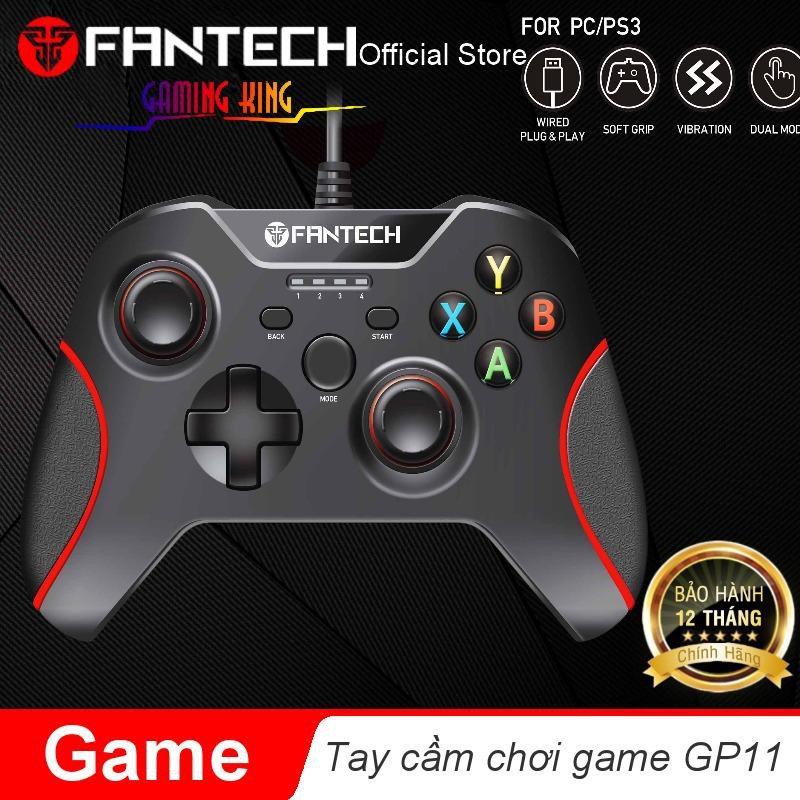 FANTECH Official Store
GAMING KING
FOR PC/PS3
WIRED
PLUG & PLAY
SOFT GRIP
VIBRATION
DUAL MOD
FANTECH
1 2 3 4
BACK
START
MODE
Y
X
B
A
BẢO HÀNH
12 THÁNG
Chính Hãng
Game
Tay cầm chơi game GP11